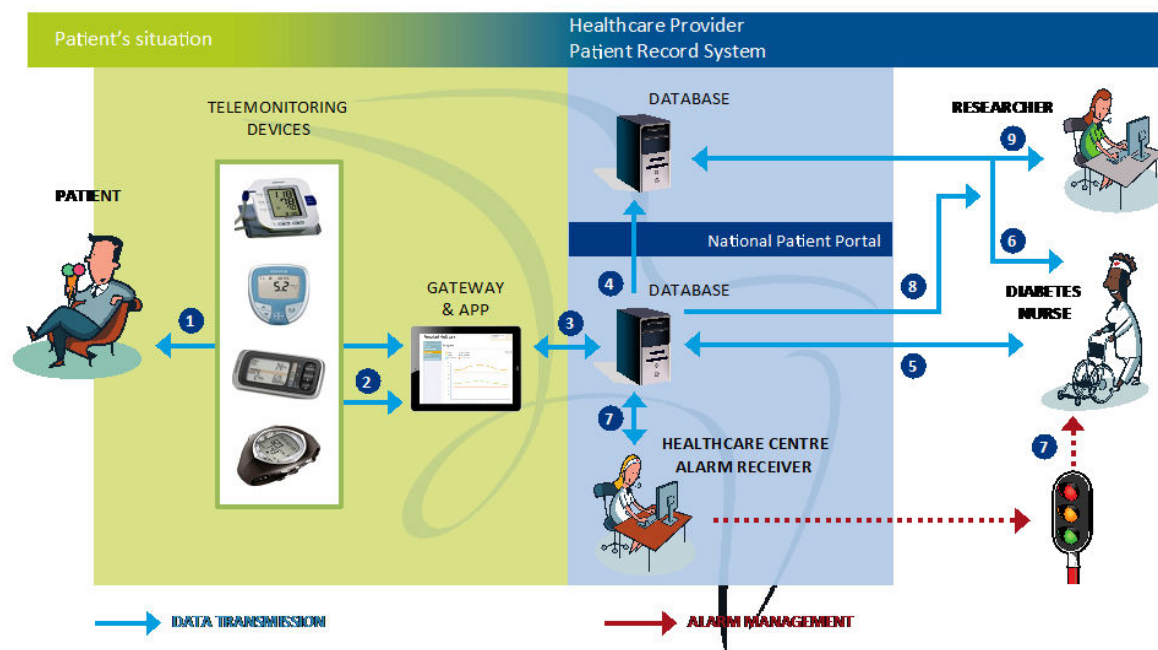 Patient's situation
Healthcare Provider
Patient Record System
TELEMONITORING
DEVICES
DATABASE
RESEARCHER
9
PATIENT
National Patient Portal
6
5.2
GATEWAY
& APP
4
DATABASE
8
DIABETES
NURSE
1
3
2
5
7
HEALTHCARE CENTRE
ALARM RECEIVER
7
DATA TRANSMISSION
ALARM MANAGEMENT